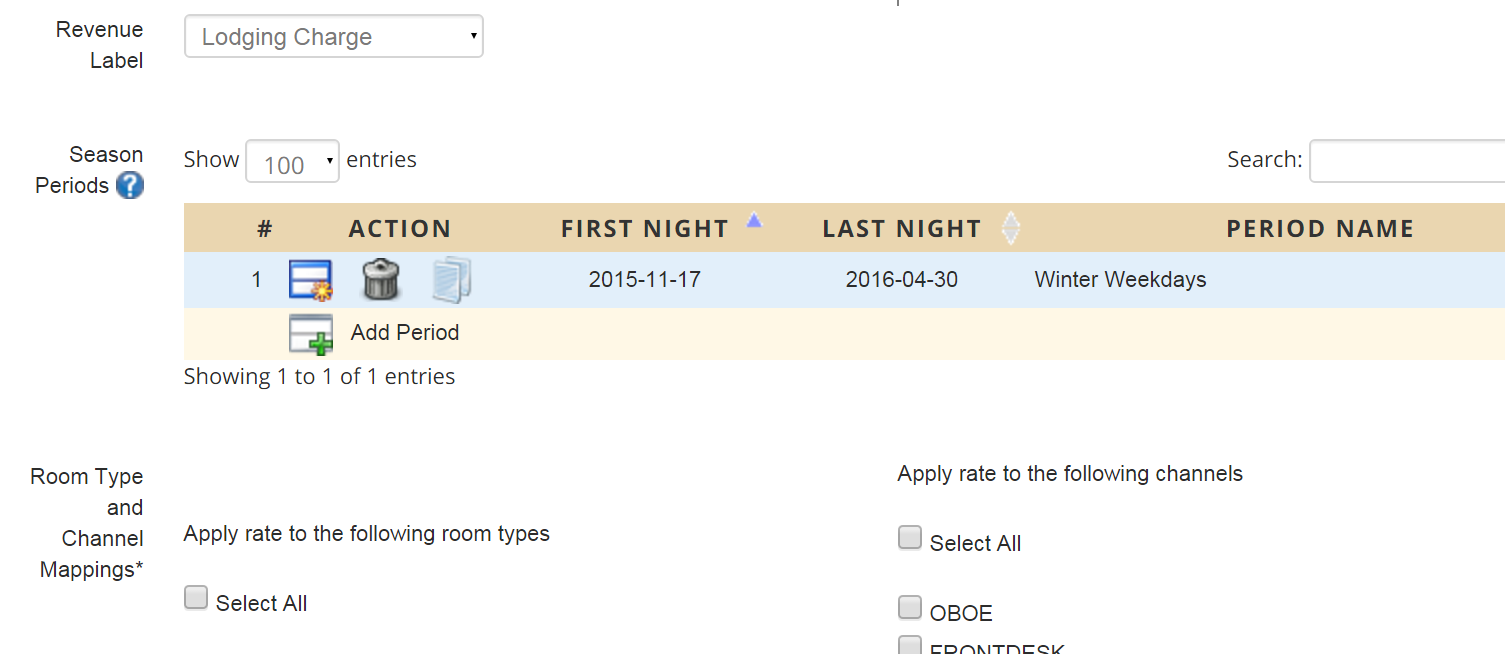 Revenue
Label
Lodging Charge
Season
Periods ?
Show 100 entries
Search:
# ACTION FIRST NIGHT LAST NIGHT PERIOD NAME
1 2015-11-17 2016-04-30 Winter Weekdays
Add Period
Showing 1 to 1 of 1 entries
Room Type
and
Channel
Mappings*
Apply rate to the following room types
Select All
Apply rate to the following channels
Select All
OBOE
FRONTDESK